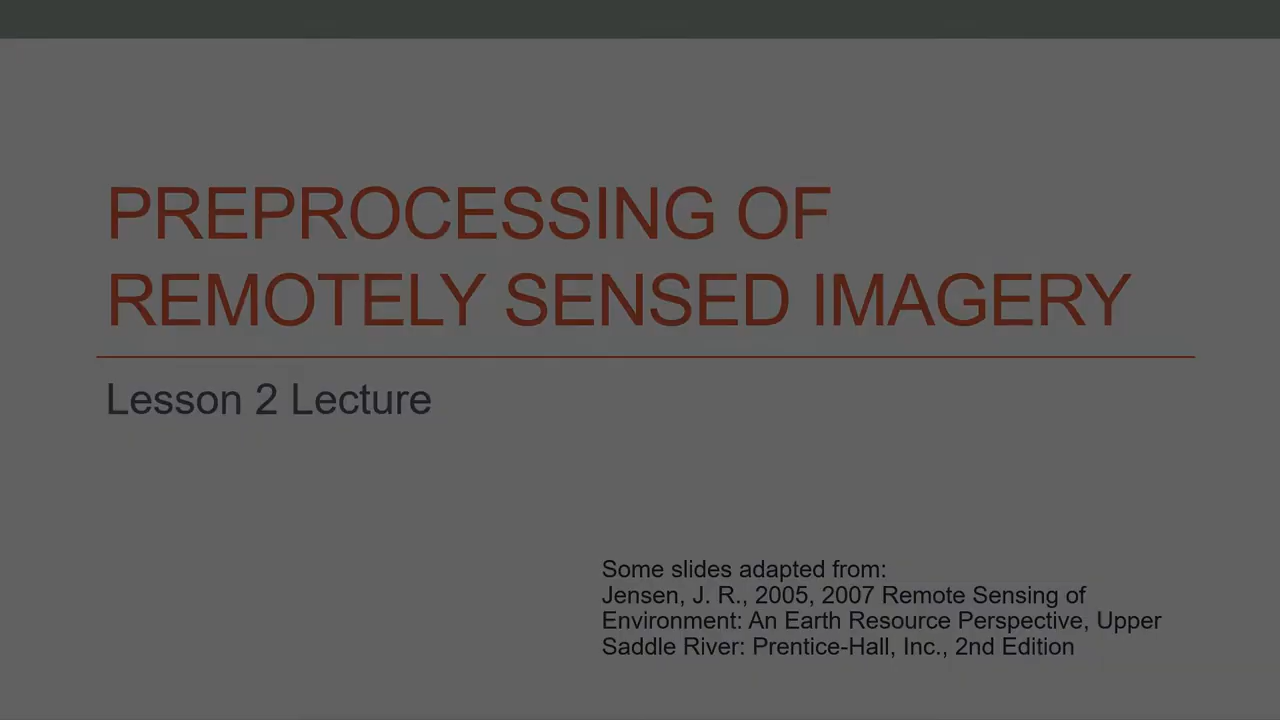 PREPROCESSING OF
REMOTELY SENSED IMAGERY
Lesson 2 Lecture
Some slides adapted from:
Jensen, J. R., 2005, 2007 Remote Sensing of
Environment: An Earth Resource Perspective, Upper
Saddle River: Prentice-Hall, Inc., 2nd Edition